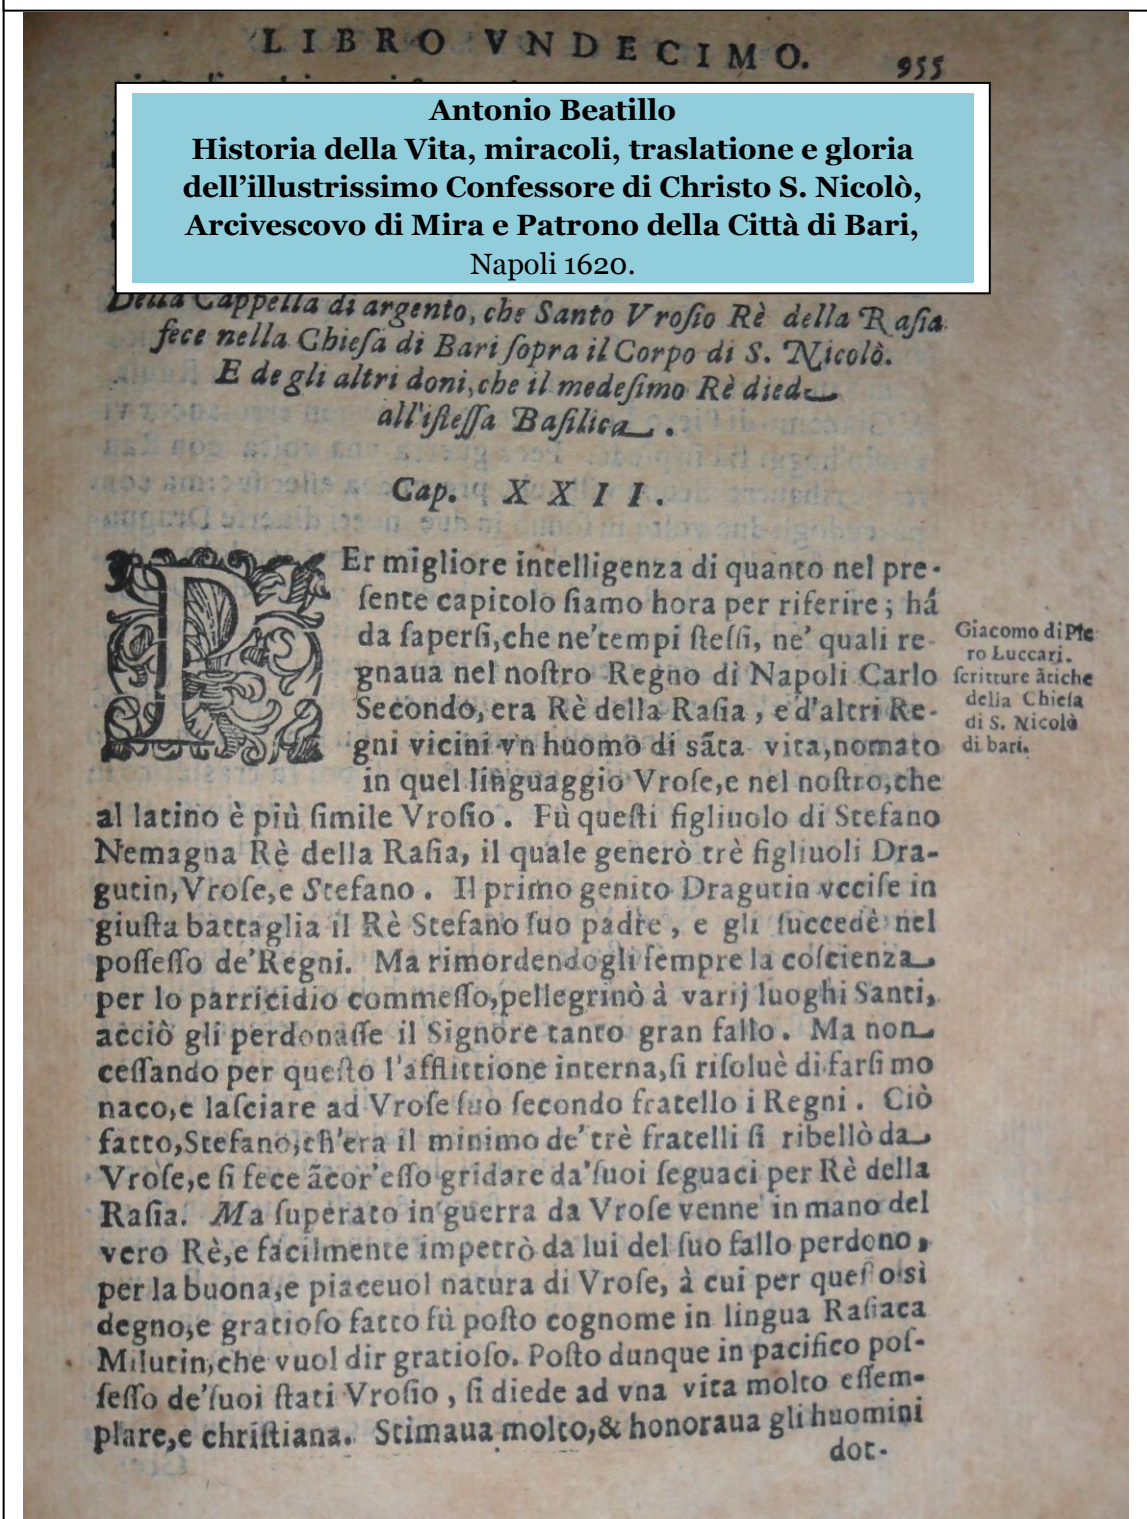 LIBRO VNDECIMO. 955
Antonio Beatillo
Historia della Vita, miracoli, traslatione e gloria
dell’illustrissimo Confessore di Christo S. Nicolò,
Arcivescovo di Mira e Patrono della Città di Bari,
Napoli 1620.
Della Cappella di argento, che Santo Vroſio Rè della Raſia
fece nella Chieſa di Bari ſopra il Corpo di S. Nicolò.
E de gli altri doni, che il medeſimo Rè diede
all'iſteſſa Baſilica.
Cap. XXII.
PEr migliore intelligenza di quanto nel pre-
ſente capitolo ſiamo hora per riferire; há
da ſaperſi, che ne'tempi ſteſſi, ne' quali re-
gnaua nel noſtro Regno di Napoli Carlo
Secondo, era Rè della Raſia, e d'altri Re-
gni vicini vn huomo di sãta vita, nomato
in quel linguaggio Vroſe, e nel noſtro, che
al latino è più ſimile Vroſio. Fù queſti figliuolo di Stefano
Nemagna Rè della Raſia, il quale generò trè figliuoli Dra-
gutin, Vroſe, e Stefano. Il primo genito Dragutin vcciſe in
giuſta battaglia il Rè Stefano ſuo padre, e gli ſuccedè nel
poſſeſſo de'Regni. Ma rimordendogli ſempre la coſcienza
per lo parricidio commeſſo, pellegrinò à varij luoghi Santi,
acciò gli perdonaſſe il Signore tanto gran fallo. Ma non
ceſſando per queſto l'afflittione interna, ſi riſoluè di farſi mo
naco, e laſciare ad Vroſe ſuo ſecondo fratello i Regni. Ciò
fatto, Stefano, ch'era il minimo de'trè fratelli ſi ribellò da
Vroſe, e ſi fece ãcor'eſſo gridare da'ſuoi ſeguaci per Rè della
Raſia. Ma ſuperato in guerra da Vroſe venne in mano del
vero Rè, e facilmente impetrò da lui del ſuo fallo perdono,
per la buona, e piaceuol natura di Vroſe, à cui per queſto sì
degno, e gratioſo fatto fù poſto cognome in lingua Raſiaca
Milutin, che vuol dir gratioſo. Poſto dunque in pacifico poſ-
ſeſſo de'ſuoi ſtati Vroſio, ſi diede ad vna vita molto eſſem-
plare, e chriſtiana. Stimaua molto, & honoraua gli huomini
dot-
Giacomo di Pie
ro Luccari.
ſcritture ãtiche
della Chieſa
di S. Nicolò
di bari.